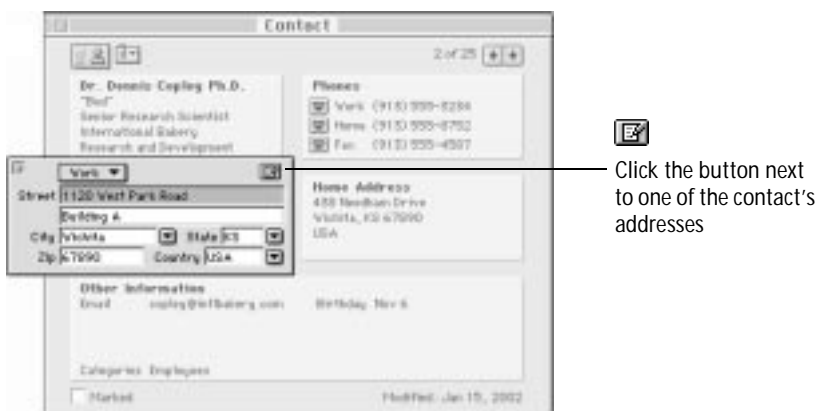 Contact
2 of 25
Dr. Dennis Copley Ph.D.
"Bud"
Senior Research Scientist
International Bakery
Research and Development
Phones
Work (913) 555-8284
Home (913) 555-8752
Fax (913) 555-4587
Work
Street 1120 West Park Road
Building A
City Wichita State KS
Zip 67890 Country USA
Home Address
488 Needham Drive
Wichita, KS 67890
USA
Click the button next
to one of the contact's
addresses
Other Information
Email copley@intlbakery.com Birthday Nov 6
Categories Employees
Marked
Modified: Jan 15, 2002